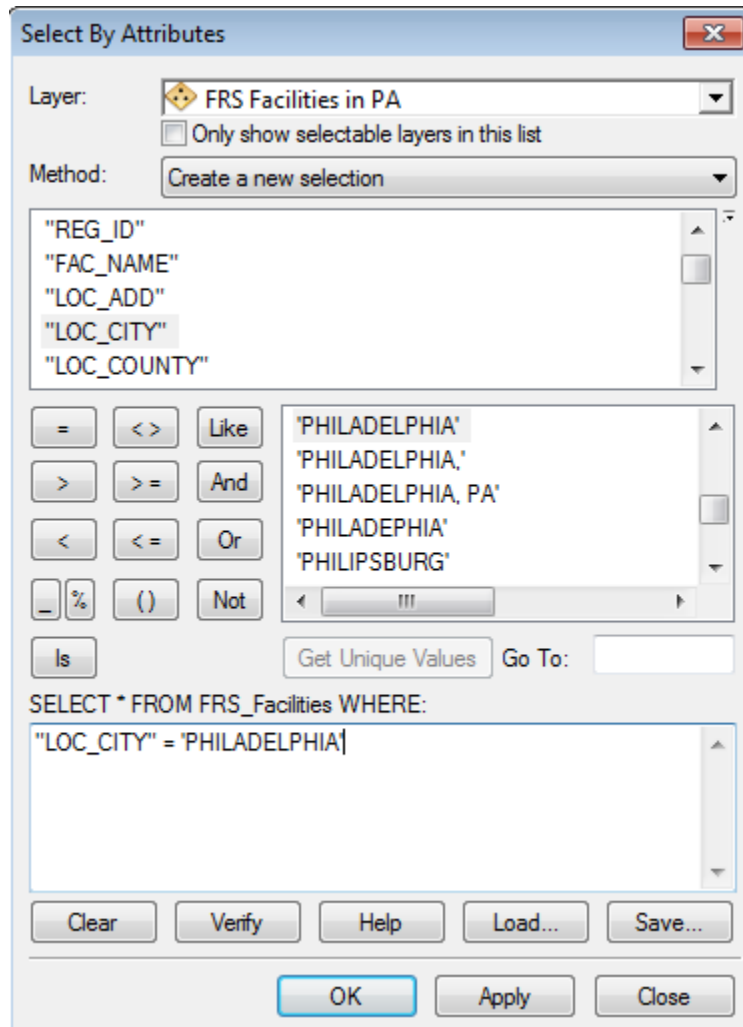 Select By Attributes
Layer: FRS Facilities in PA
Only show selectable layers in this list
Method: Create a new selection
"REG_ID"
"FAC_NAME"
"LOC_ADD"
"LOC_CITY"
"LOC_COUNTY"
= < > Like
> > = And
< < = Or
_ % ( ) Not
Is
'PHILADELPHIA'
'PHILADELPHIA,'
'PHILADELPHIA, PA'
'PHILADEPHIA'
'PHILIPSBURG'
Get Unique Values Go To:
SELECT * FROM FRS_Facilities WHERE:
"LOC_CITY" = 'PHILADELPHIA'
Clear Verify Help Load... Save...
OK Apply Close